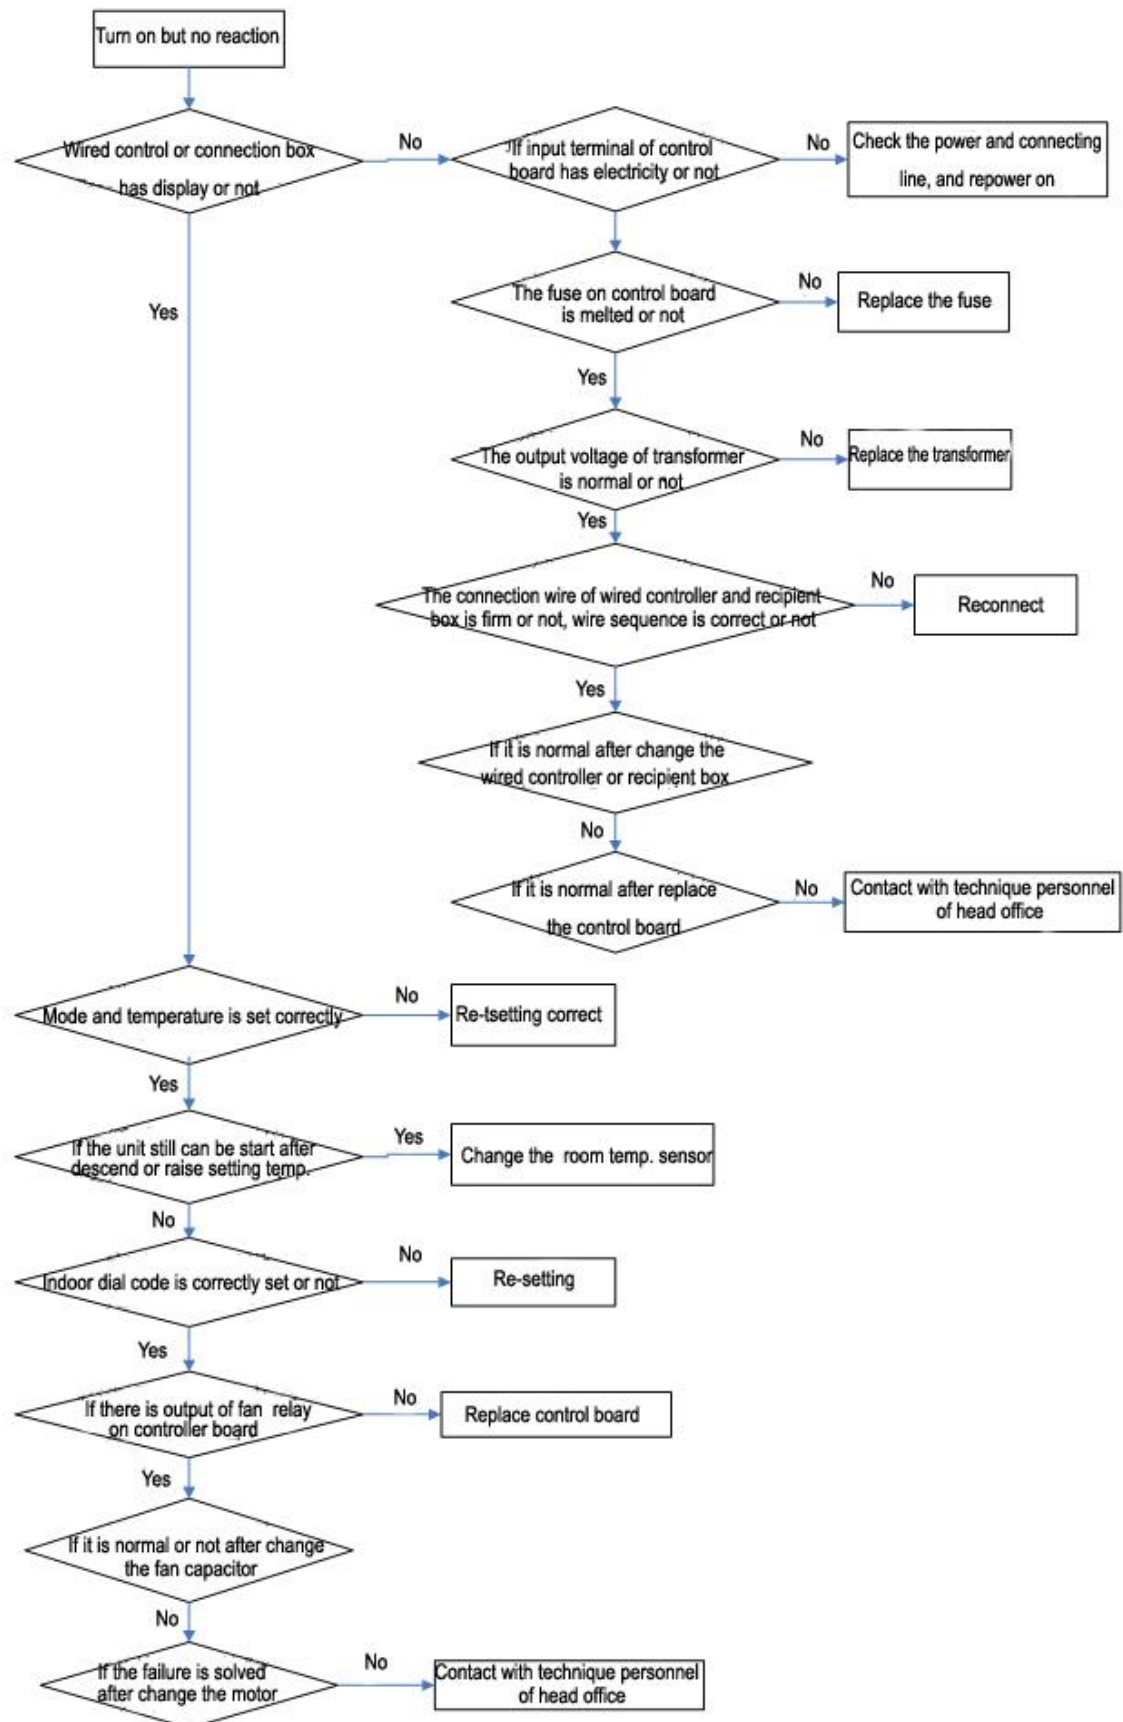 Turn on but no reaction
Wired control or connection box
has display or not
No
If input terminal of control
board has electricity or not
No
Check the power and connecting
line, and repower on
Yes
The fuse on control board
is melted or not
No
Replace the fuse
Yes
The output voltage of transformer
is normal or not
No
Replace the transformer
Yes
The connection wire of wired controller and recipient
box is firm or not, wire sequence is correct or not
No
Reconnect
Yes
If it is normal after change the
wired controller or recipient box
No
If it is normal after replace
the control board
No
Contact with technique personnel
of head office
Mode and temperature is set correctly
No
Re-tsetting correct
Yes
If the unit still can be start after
descend or raise setting temp.
Yes
Change the room temp. sensor
No
Indoor dial code is correctly set or not
No
Re-setting
Yes
If there is output of fan relay
on controller board
No
Replace control board
Yes
If it is normal or not after change
the fan capacitor
No
If the failure is solved
after change the motor
No
Contact with technique personnel
of head office